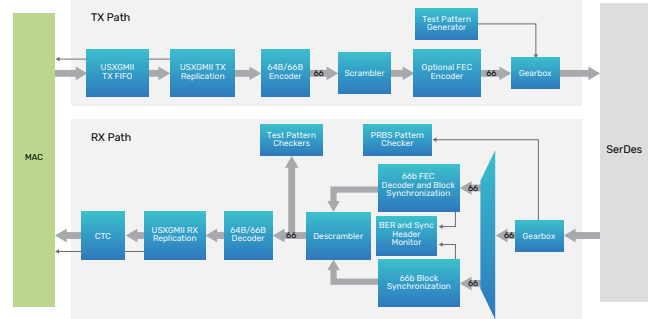 TX Path
Test Pattern
Generator
USXGMII
TX FIFO
USXGMII TX
Replication
64B/66B
Encoder
66
Scrambler
Optional FEC
Encoder
66
Gearbox
MAC
SerDes
RX Path
Test Pattern
Checkers
PRBS Pattern
Checker
66b FEC
Decoder and Block
Synchronization
66
CTC
USXGMII RX
Replication
64B/66B
Decoder
66
Descrambler
BER and Sync
Header
Monitor
66
Gearbox
66b Block
Synchronization
66